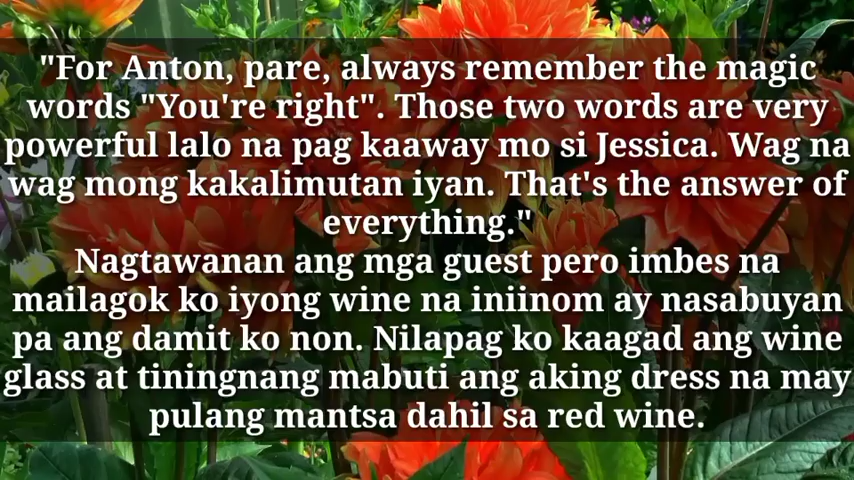 "For Anton, pare, always remember the magic
words "You're right". Those two words are very
powerful lalo na pag kaaway mo si Jessica. Wag na
wag mong kakalimutan iyan. That's the answer of
everything."
Nagtawanan ang mga guest pero imbes na
mailagok ko iyong wine na iniinom ay nasabuyan
pa ang damit ko non. Nilapag ko kaagad ang wine
glass at tiningnang mabuti ang aking dress na may
pulang mantsa dahil sa red wine.